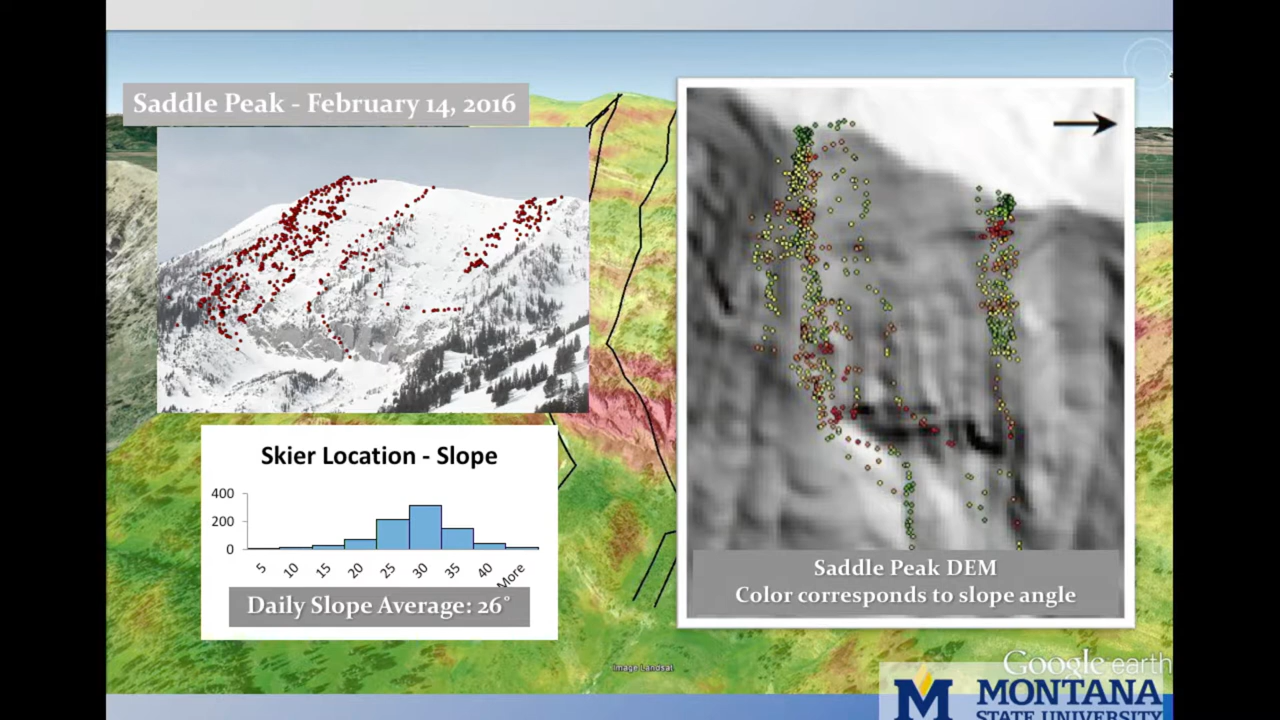 Saddle Peak - February 14, 2016
Skier Location - Slope
400
200
0
5
10
15
20
25
30
35
40
More
Daily Slope Average: 26°
Saddle Peak DEM
Color corresponds to slope angle
Image Landsat
Google earth
M MONTANA
STATE UNIVERSITY